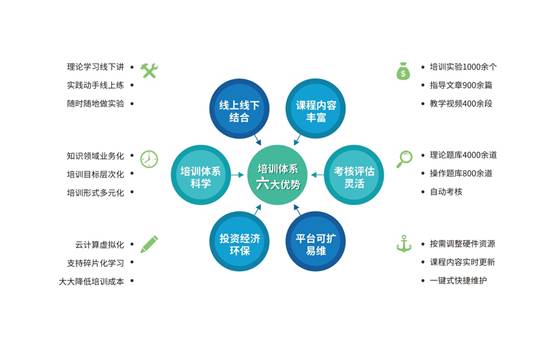 理论学习线下讲
实践动手线上练
随时随地做实验
线上线下
结合
课程内容
丰富
培训实验1000余个
指导文章900余篇
教学视频400余段
知识领域业务化
培训目标层次化
培训形式多元化
培训体系
科学
培训体系
六大优势
考核评估
灵活
理论题库4000余道
操作题库800余道
自动考核
云计算虚拟化
支持碎片化学习
大大降低培训成本
投资经济
环保
平台可扩
易维
按需调整硬件资源
课程内容实时更新
一键式快捷维护